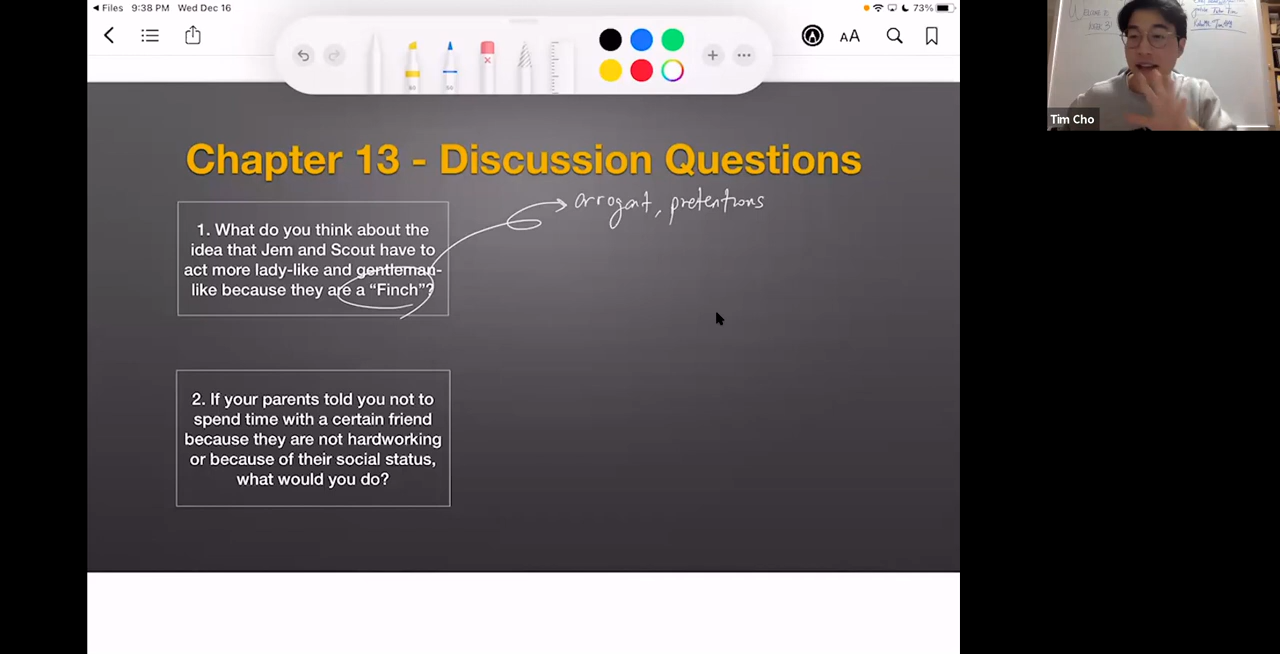 Files 9:38 PM Wed Dec 16
73%
AA
Chapter 13 - Discussion Questions
arrogant, pretentious
1. What do you think about the
idea that Jem and Scout have to
act more lady-like and gentleman-
like because they are a “Finch”?
2. If your parents told you not to
spend time with a certain friend
because they are not hardworking
or because of their social status,
what would you do?
Tim Cho